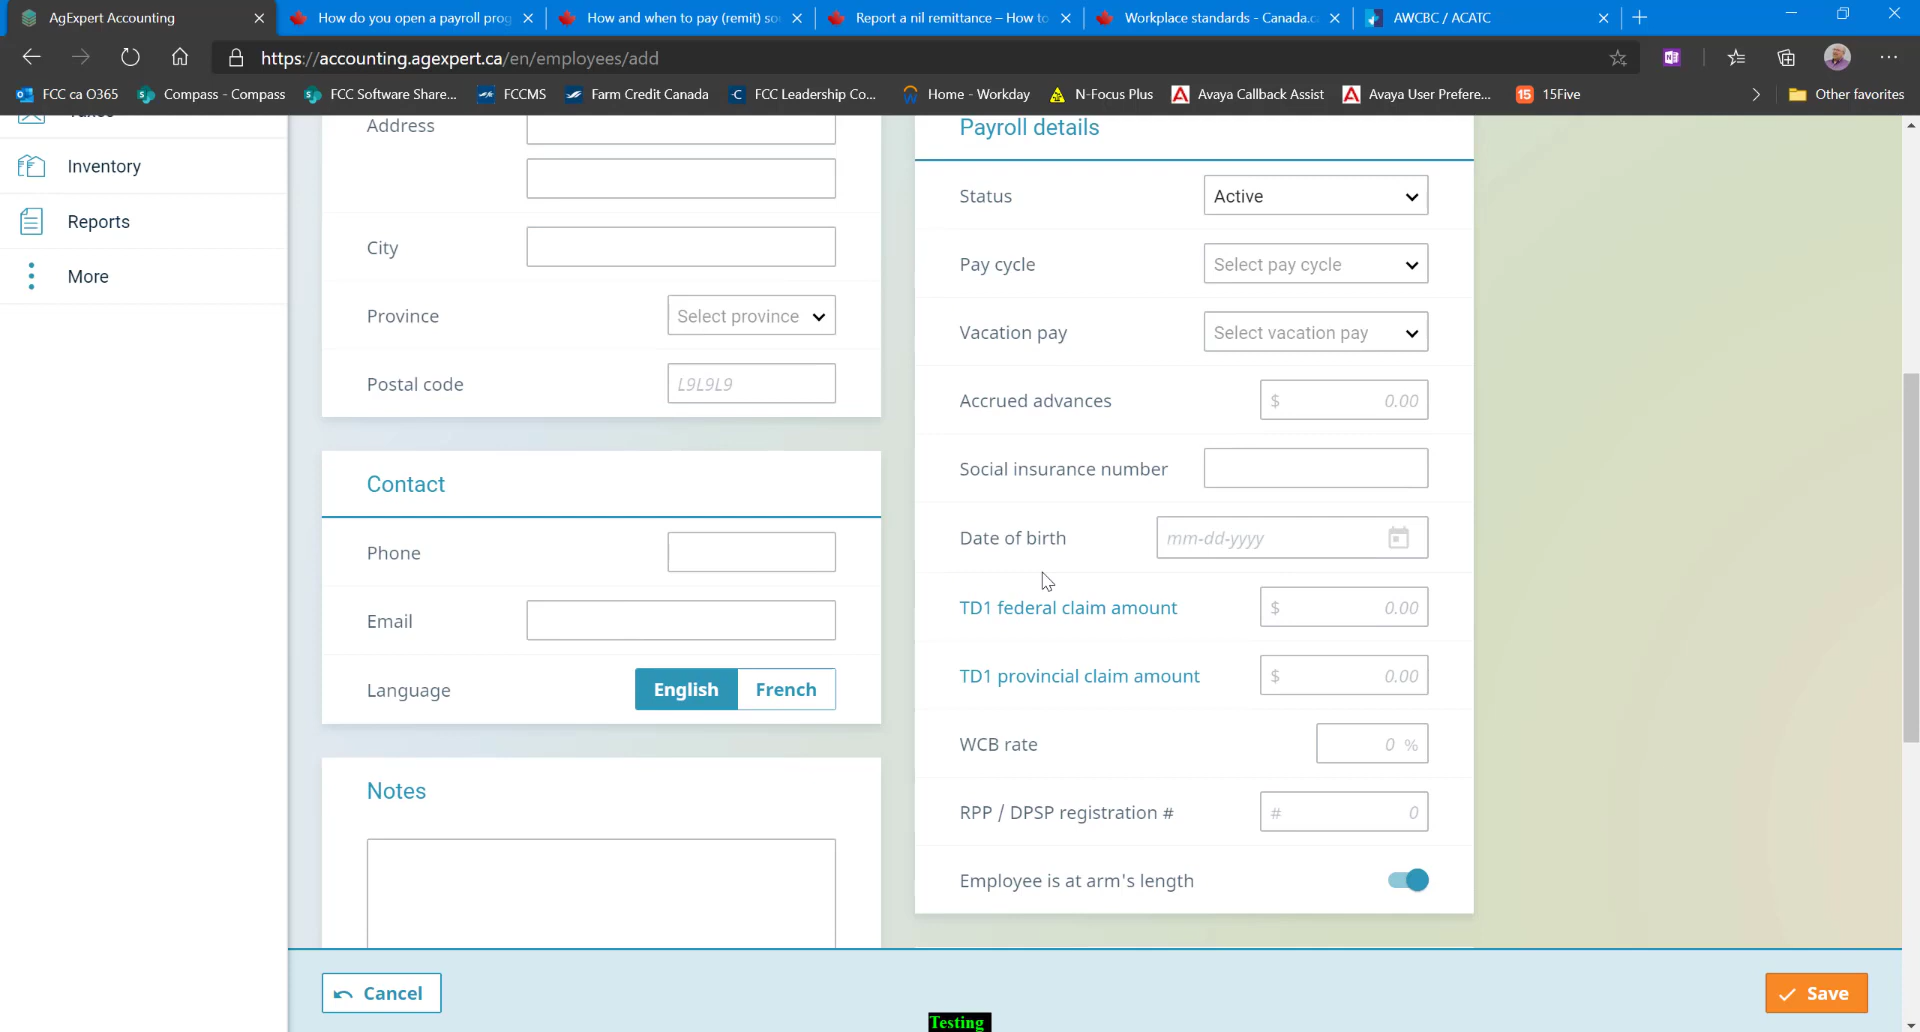 AgExpert Accounting
How do you open a payroll prog
How and when to pay (remit) so
Report a nil remittance – How to
Workplace standards - Canada.c
AWCBC / ACATC
https://accounting.agexpert.ca/en/employees/add
FCC ca O365
Compass - Compass
FCC Software Share...
FCCMS
Farm Credit Canada
FCC Leadership Co...
Home - Workday
N-Focus Plus
Avaya Callback Assist
Avaya User Prefere...
15Five
Other favorites
Inventory
Reports
More
Address
City
Province
Select province
Postal code
L9L9L9
Contact
Phone
Email
Language
English
French
Notes
Payroll details
Status
Active
Pay cycle
Select pay cycle
Vacation pay
Select vacation pay
Accrued advances
$ 0.00
Social insurance number
Date of birth
mm-dd-yyyy
TD1 federal claim amount
$ 0.00
TD1 provincial claim amount
$ 0.00
WCB rate
0 %
RPP / DPSP registration #
# 0
Employee is at arm's length
Cancel
Save
Testing